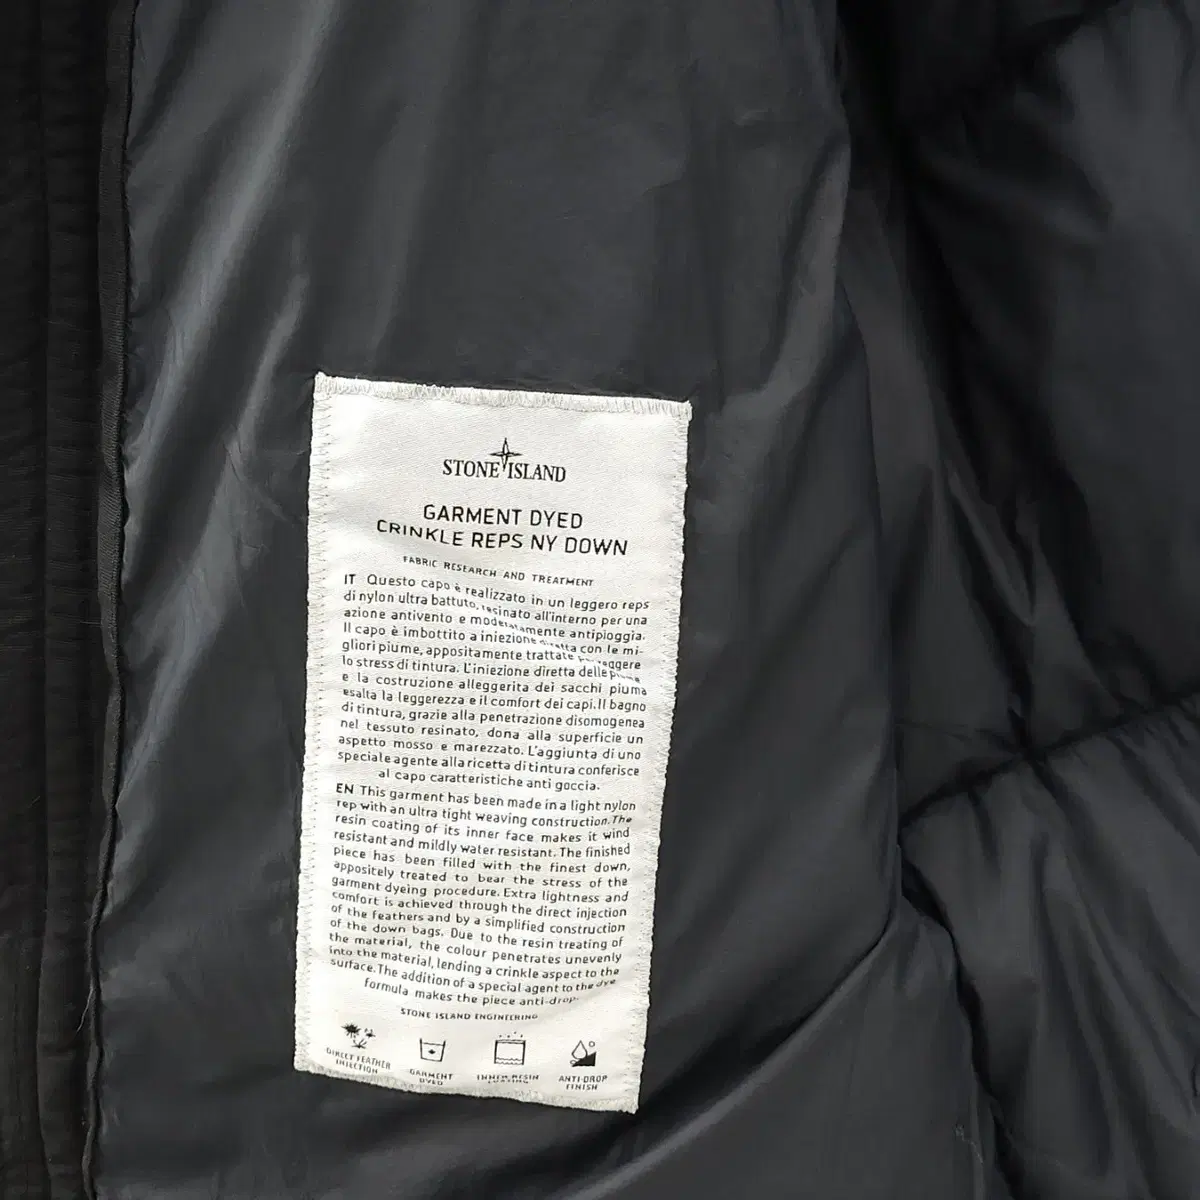 STONE ISLAND
GARMENT DYED
CRINKLE REPS NY DOWN
FABRIC RESEARCH AND TREATMENT
IT Questo capo è realizzato in un leggero reps
di nylon ultra battuto, resinato all'interno per una
azione antivento e moderatamente antipioggia.
Il capo è imbottito a iniezione diretta con le mi-
gliori piume, appositamente trattate per reggere
lo stress di tintura. L'iniezione diretta delle piume
e la costruzione alleggerita dei sacchi piuma
esalta la leggerezza e il comfort dei capi. Il bagno
di tintura, grazie alla penetrazione disomogenea
nel tessuto resinato, dona alla superficie un
aspetto mosso e marezzato. L'aggiunta di uno
speciale agente alla ricetta di tintura conferisce
al capo caratteristiche anti goccia.
EN This garment has been made in a light nylon
rep with an ultra tight weaving construction. The
resin coating of its inner face makes it wind
resistant and mildly water resistant. The finished
piece has been filled with the finest down,
appositely treated to bear the stress of the
garment dyeing procedure. Extra lightness and
comfort is achieved through the direct injection
of the feathers and by a simplified construction
of the down bags. Due to the resin treating of
the material, the colour penetrates unevenly
into the material, lending a crinkle aspect to the
surface. The addition of a special agent to the dye
formula makes the piece anti-drop.
STONE ISLAND ENGINEERING
DIRECT FEATHER
INJECTION
GARMENT
DYED
INNER RESIN
COATING
ANTI-DROP
FINISH